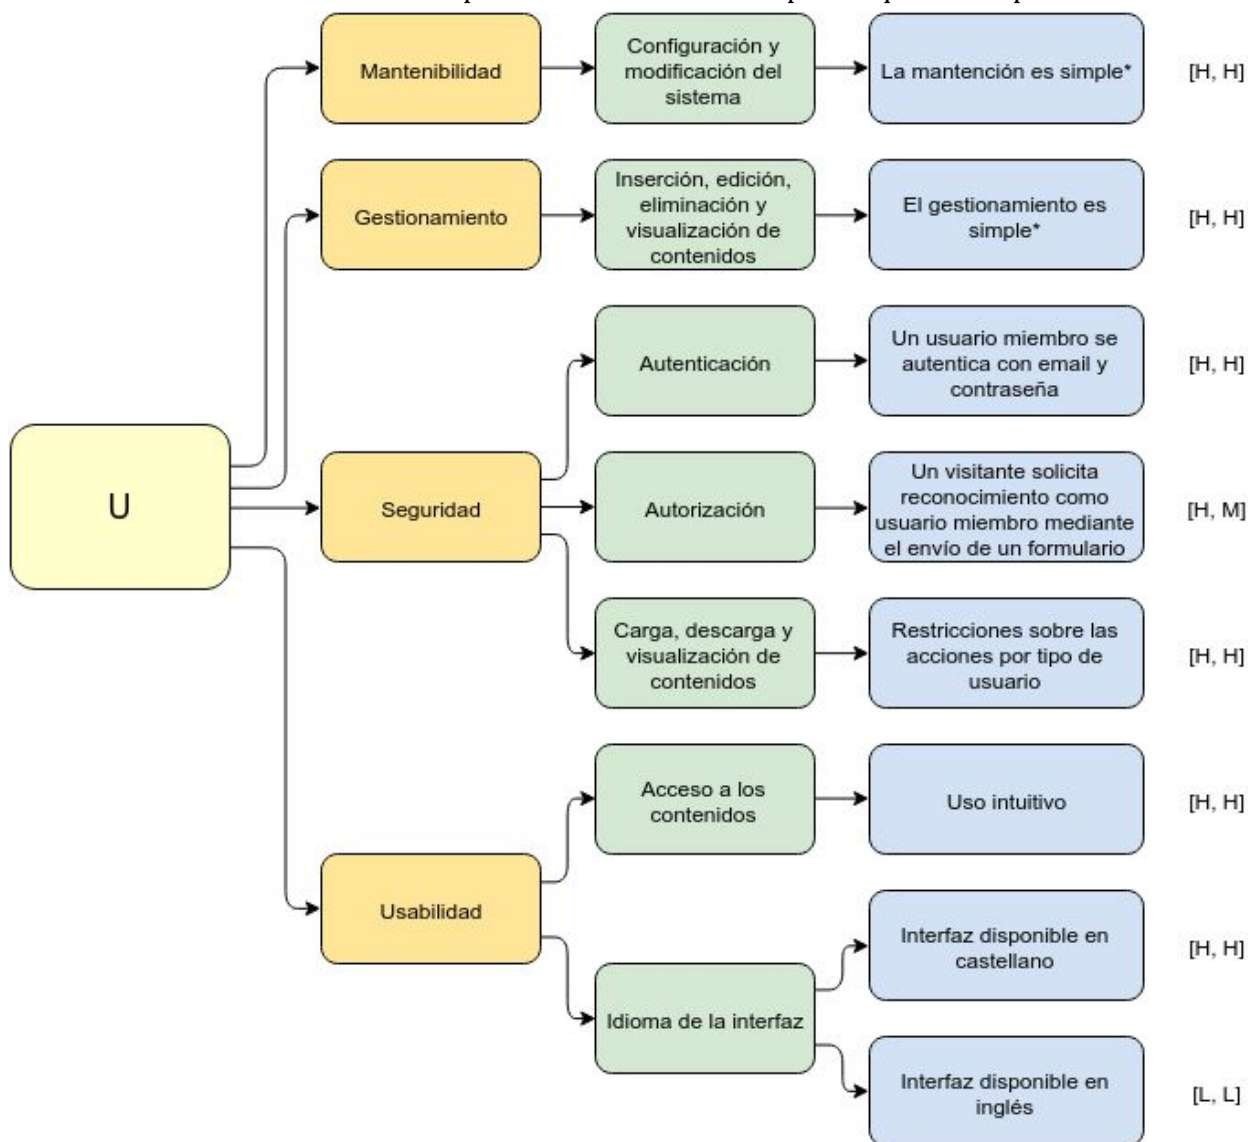 Mantenibilidad
Configuración y
modificación del
sistema
La mantención es simple*
[H, H]
Gestionamiento
Inserción, edición,
eliminación y
visualización de
contenidos
El gestionamiento es
simple*
[H, H]
Autenticación
Un usuario miembro se
autentica con email y
contraseña
[H, H]
U
Seguridad
Autorización
Un visitante solicita
reconocimiento como
usuario miembro mediante
el envío de un formulario
[H, M]
Carga, descarga y
visualización de
contenidos
Restricciones sobre las
acciones por tipo de
usuario
[H, H]
Acceso a los
contenidos
Uso intuitivo
[H, H]
Usabilidad
Interfaz disponible en
castellano
[H, H]
Idioma de la interfaz
Interfaz disponible en
inglés
[L, L]